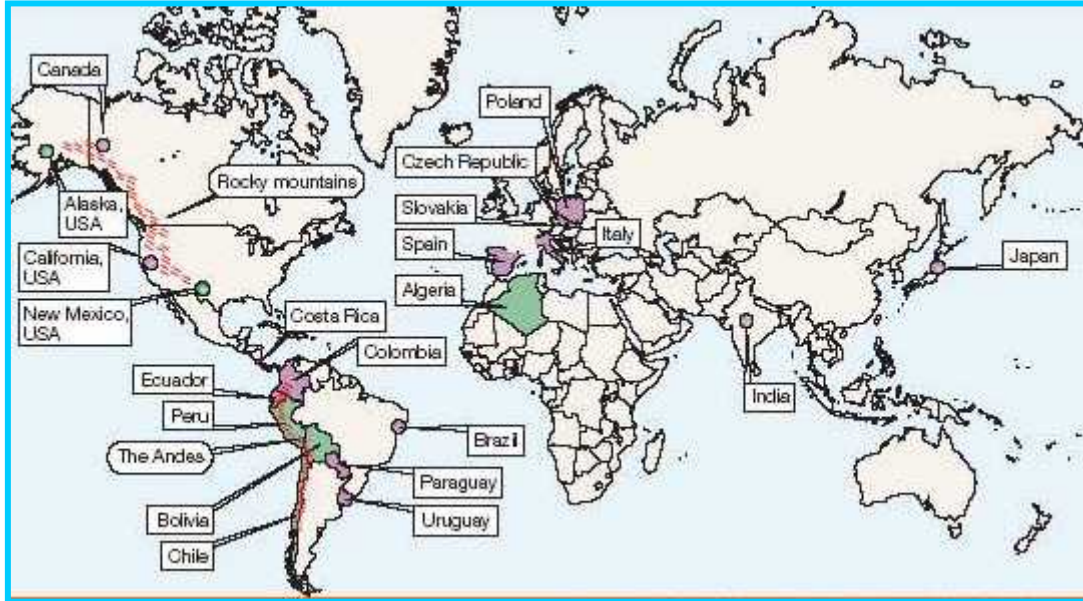 Canada
Poland
Czech Republic
Rocky mountains
Alaska,
USA
Slovakia
Italy
Spain
California,
USA
Japan
Algeria
New Mexico,
USA
Costa Rica
Colombia
Ecuador
India
Peru
Brazil
The Andes
Paraguay
Bolivia
Uruguay
Chile